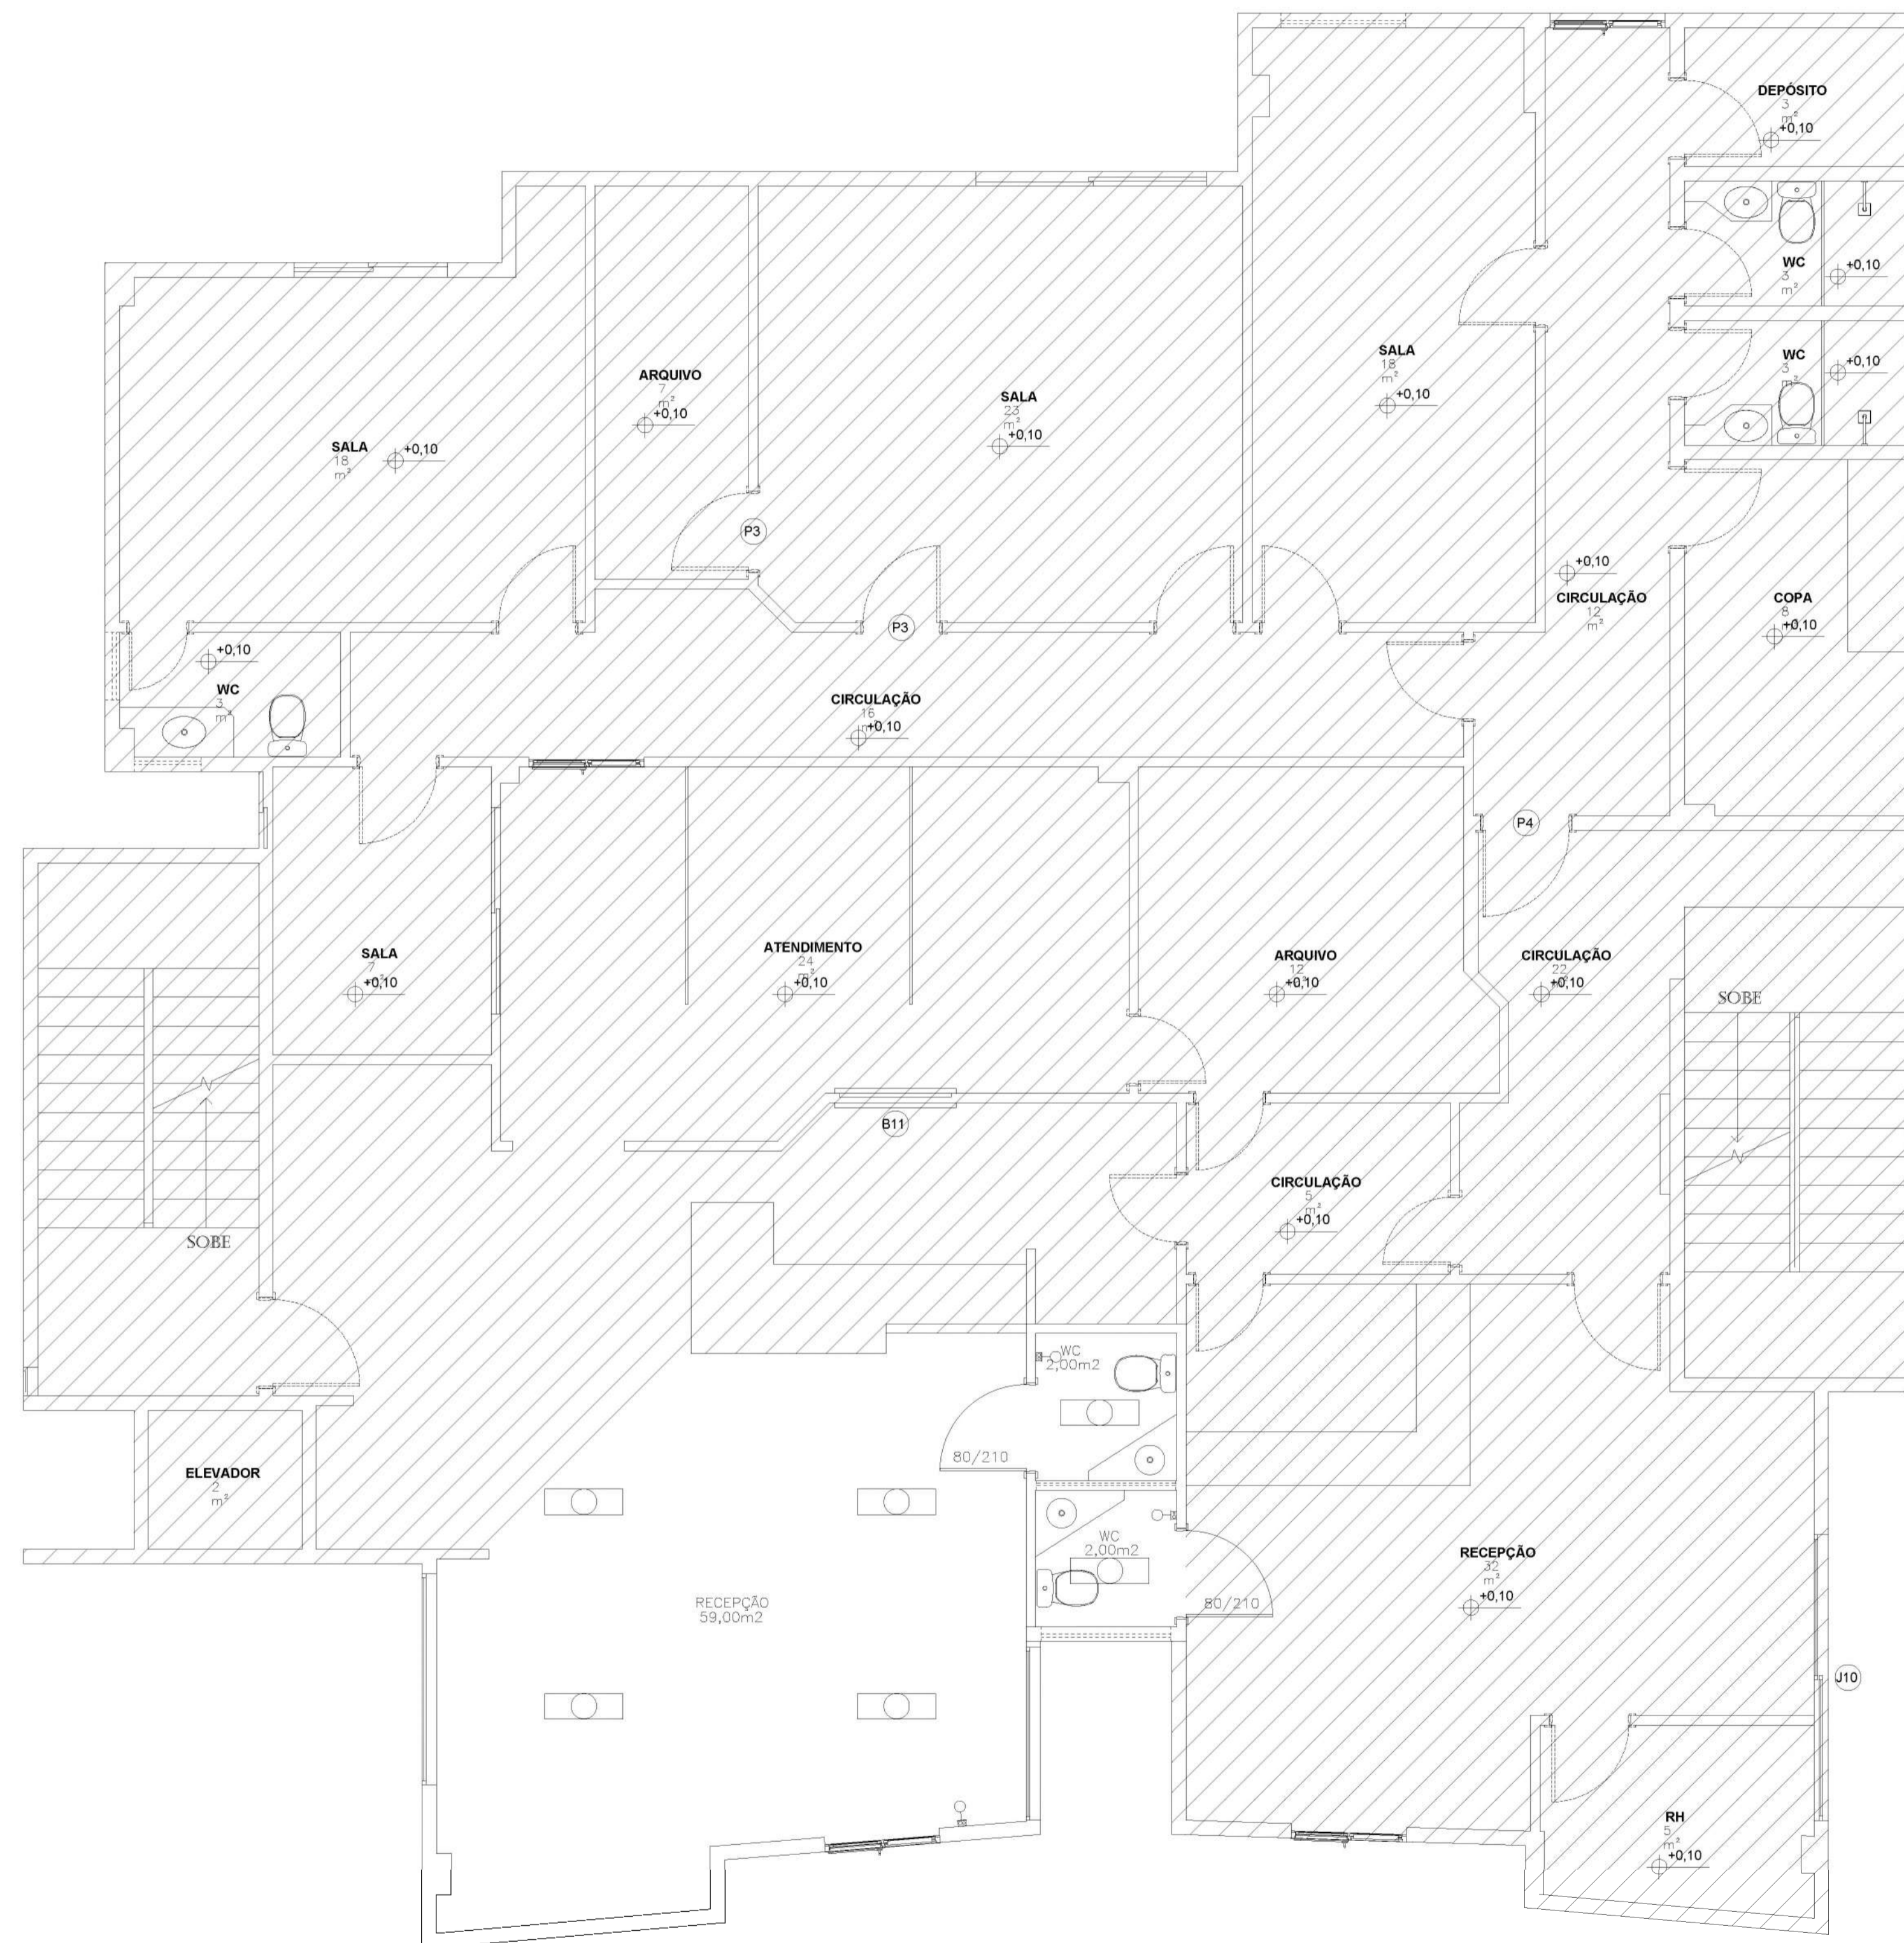 DEPÓSITO
3
m²
+0,10
WC
3
m²
+0,10
WC
3
m²
+0,10
SALA
18
m²
+0,10
ARQUIVO
7
m²
+0,10
SALA
23
m²
+0,10
SALA
18
m²
+0,10
P3
P3
+0,10
CIRCULAÇÃO
12
m²
COPA
8
+0,10
+0,10
WC
3
m²
CIRCULAÇÃO
16
m²
+0,10
P4
SALA
7
+0,10
ATENDIMENTO
24
m²
+0,10
ARQUIVO
12
+0,10
CIRCULAÇÃO
22
+0,10
SOBE
B11
CIRCULAÇÃO
5
m²
+0,10
SOBE
WC
2,00m2
80/210
ELEVADOR
2
m²
WC
2,00m2
80/210
RECEPÇÃO
59,00m2
RECEPÇÃO
32
m²
+0,10
J10
RH
5
m²
+0,10